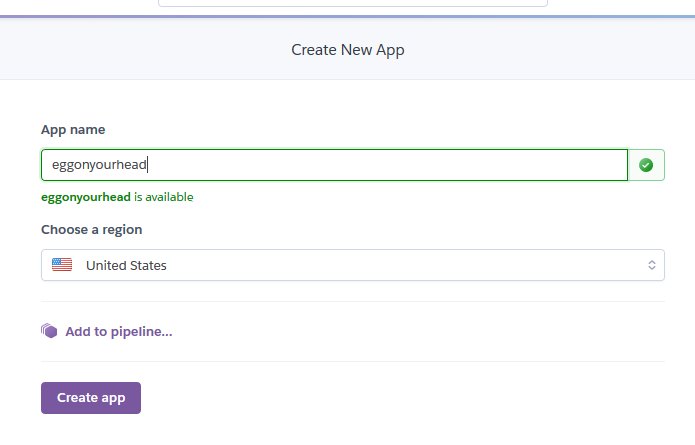 Create New App
App name
eggonyourhead
eggonyourhead is available
Choose a region
United States
Add to pipeline...
Create app